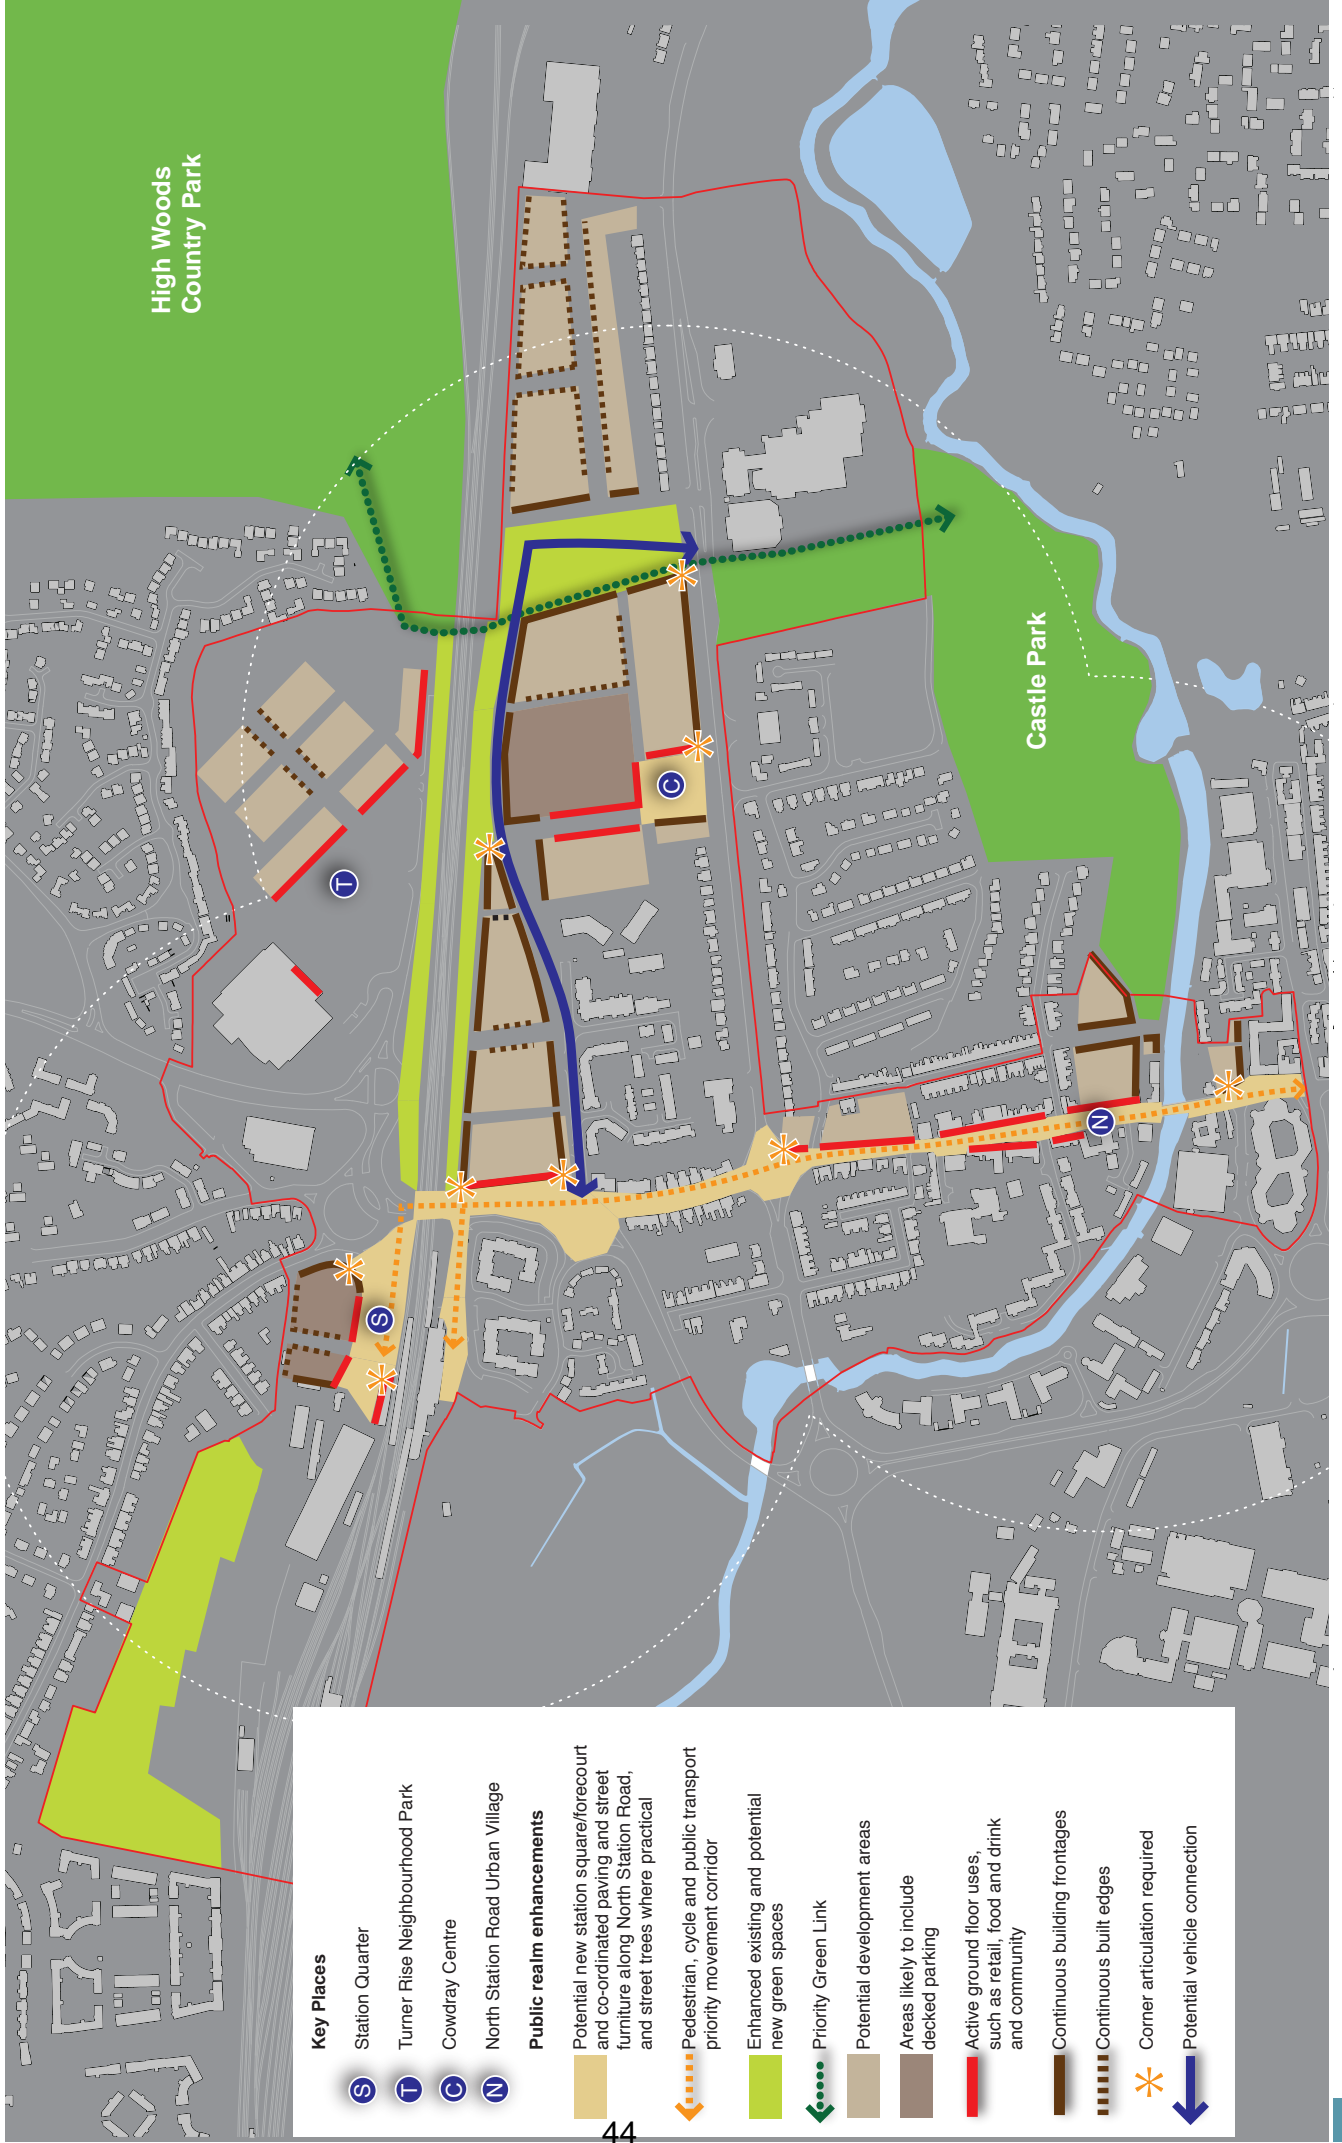 High Woods
Country Park
Castle Park
T
C
S
N
Key Places
S Station Quarter
T Turner Rise Neighbourhood Park
C Cowdray Centre
N North Station Road Urban Village
Public realm enhancements
Potential new station square/forecourt
and co-ordinated paving and street
furniture along North Station Road,
and street trees where practical
Pedestrian, cycle and public transport
priority movement corridor
Enhanced existing and potential
new green spaces
Priority Green Link
Potential development areas
Areas likely to include
decked parking
Active ground floor uses,
such as retail, food and drink
and community
Continuous building frontages
Continuous built edges
Corner articulation required
Potential vehicle connection
44